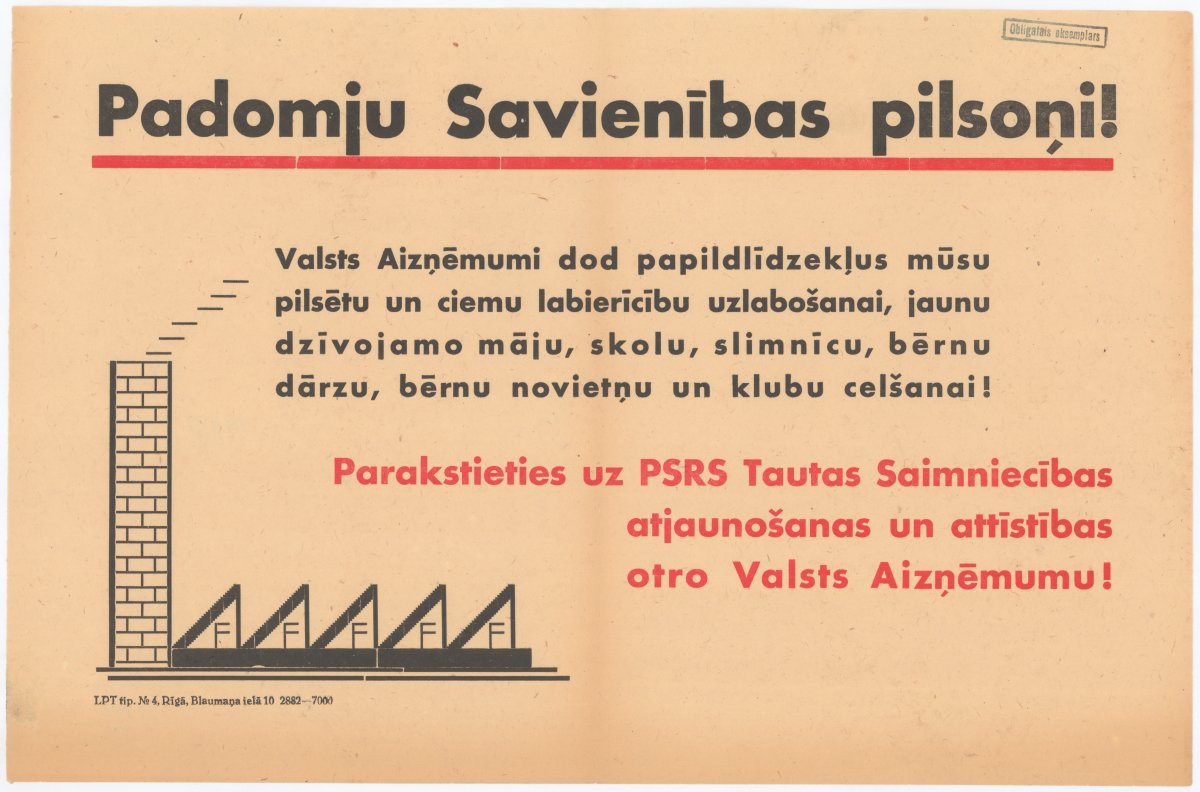 Obligatais eksemplars
Padomju Savienības pilsoņi!
Valsts Aizņēmumi dod papildlīdzekļus mūsu
pilsētu un ciemu labierīcību uzlabošanai, jaunu
dzīvojamo māju, skolu, slimnīcu, bērnu
dārzu, bērnu novietņu un klubu celšanai!
Parakstieties uz PSRS Tautas Saimniecības
atjaunošanas un attīstības
otro Valsts Aizņēmumu!
F F F F F
LPT tip. № 4, Rīgā, Blaumaņa ielā 10 2882—7000